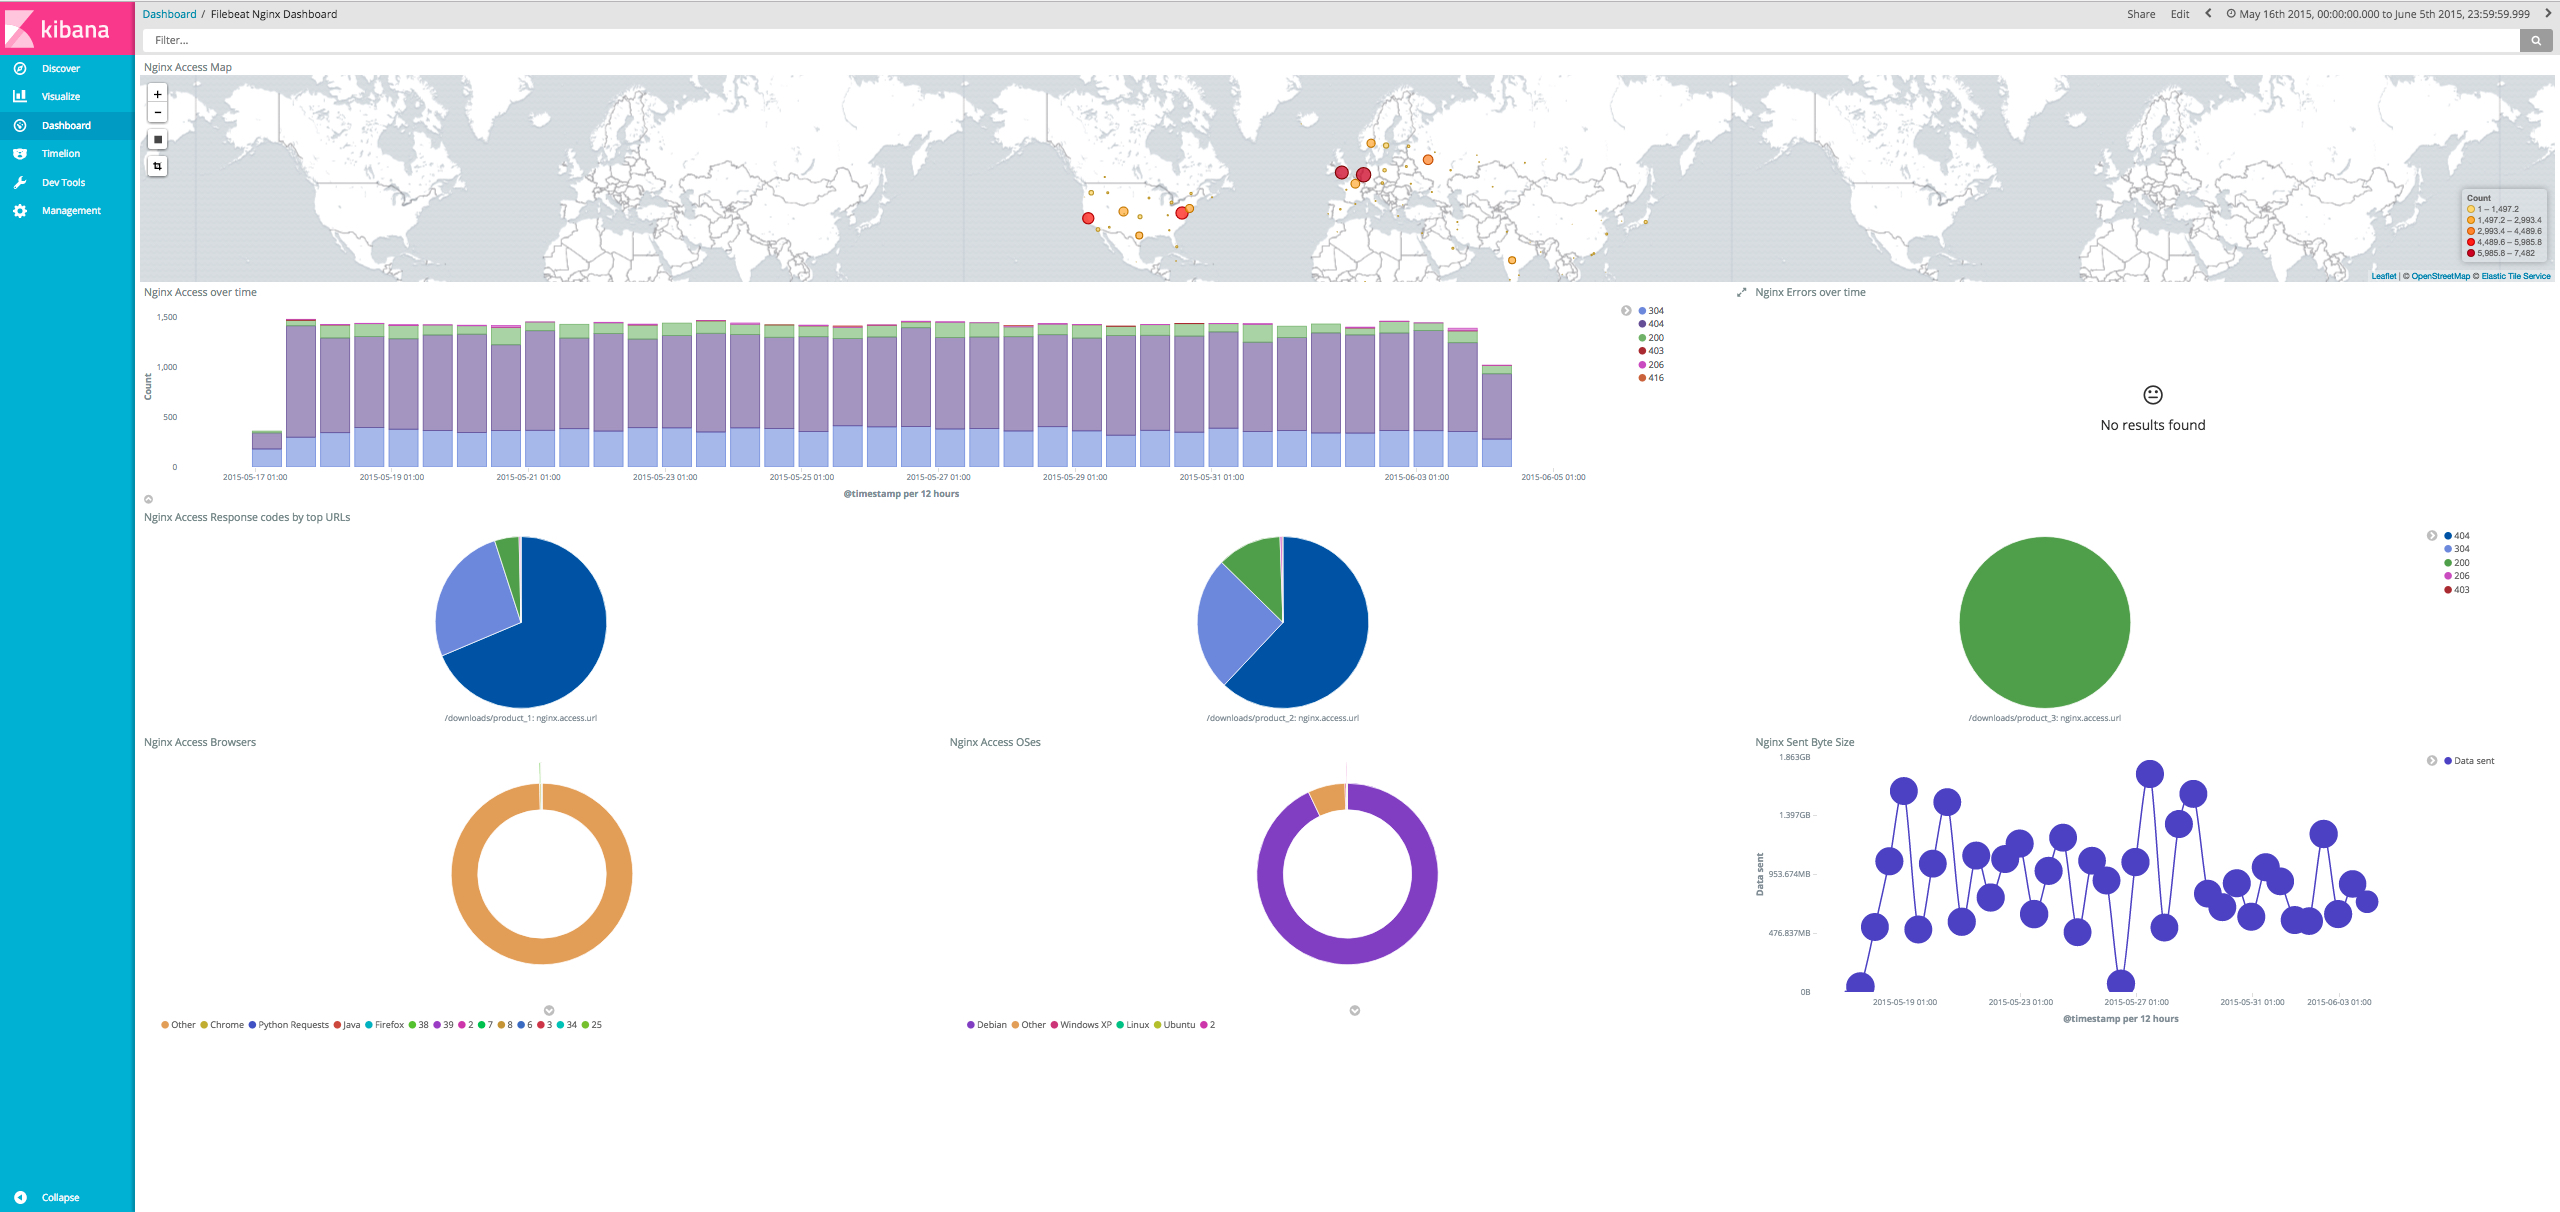 kibana
Dashboard / Filebeat Nginx Dashboard
Share Edit May 16th 2015, 00:00:00.000 to June 5th 2015, 23:59:59.999
Filter...
Discover
Visualize
Dashboard
Timelion
Dev Tools
Management
Collapse
Nginx Access Map
+
−
Count
1 – 1,497.2
1,497.2 – 2,993.4
2,993.4 – 4,489.6
4,489.6 – 5,985.8
5,985.8 – 7,482
Leaflet | © OpenStreetMap © Elastic Tile Service
Nginx Access over time
1,500
1,000
500
0
Count
2015-05-17 01:00 2015-05-19 01:00 2015-05-21 01:00 2015-05-23 01:00 2015-05-25 01:00 2015-05-27 01:00 2015-05-29 01:00 2015-05-31 01:00 2015-06-03 01:00 2015-06-05 01:00
@timestamp per 12 hours
304
404
200
403
206
416
Nginx Errors over time
No results found
Nginx Access Response codes by top URLs
/downloads/product_1: nginx.access.url
/downloads/product_2: nginx.access.url
/downloads/product_3: nginx.access.url
404
304
200
206
403
Nginx Access Browsers
Other Chrome Python Requests Java Firefox 38 39 2 7 8 6 3 34 25
Nginx Access OSes
Debian Other Windows XP Linux Ubuntu 2
Nginx Sent Byte Size
1.863GB
1.397GB
953.674MB
476.837MB
0B
Data sent
2015-05-19 01:00 2015-05-23 01:00 2015-05-27 01:00 2015-05-31 01:00 2015-06-03 01:00
@timestamp per 12 hours
Data sent